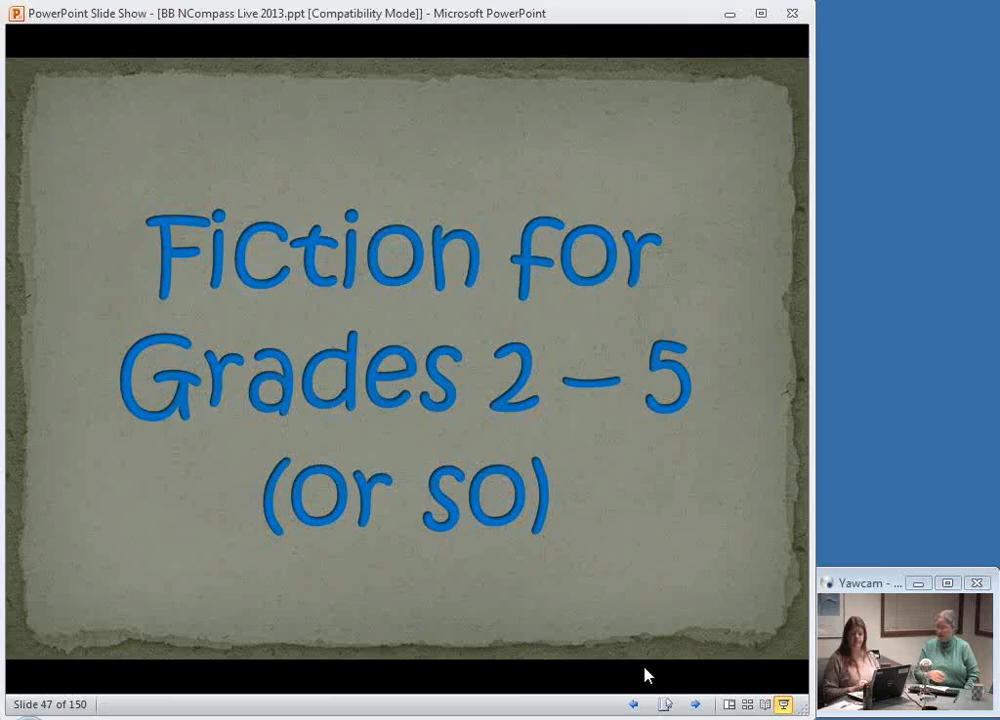 PowerPoint Slide Show - [BB NCompass Live 2013.ppt [Compatibility Mode]] - Microsoft PowerPoint
Fiction for
Grades 2 – 5
(or so)
Yawcam - ...
Slide 47 of 150